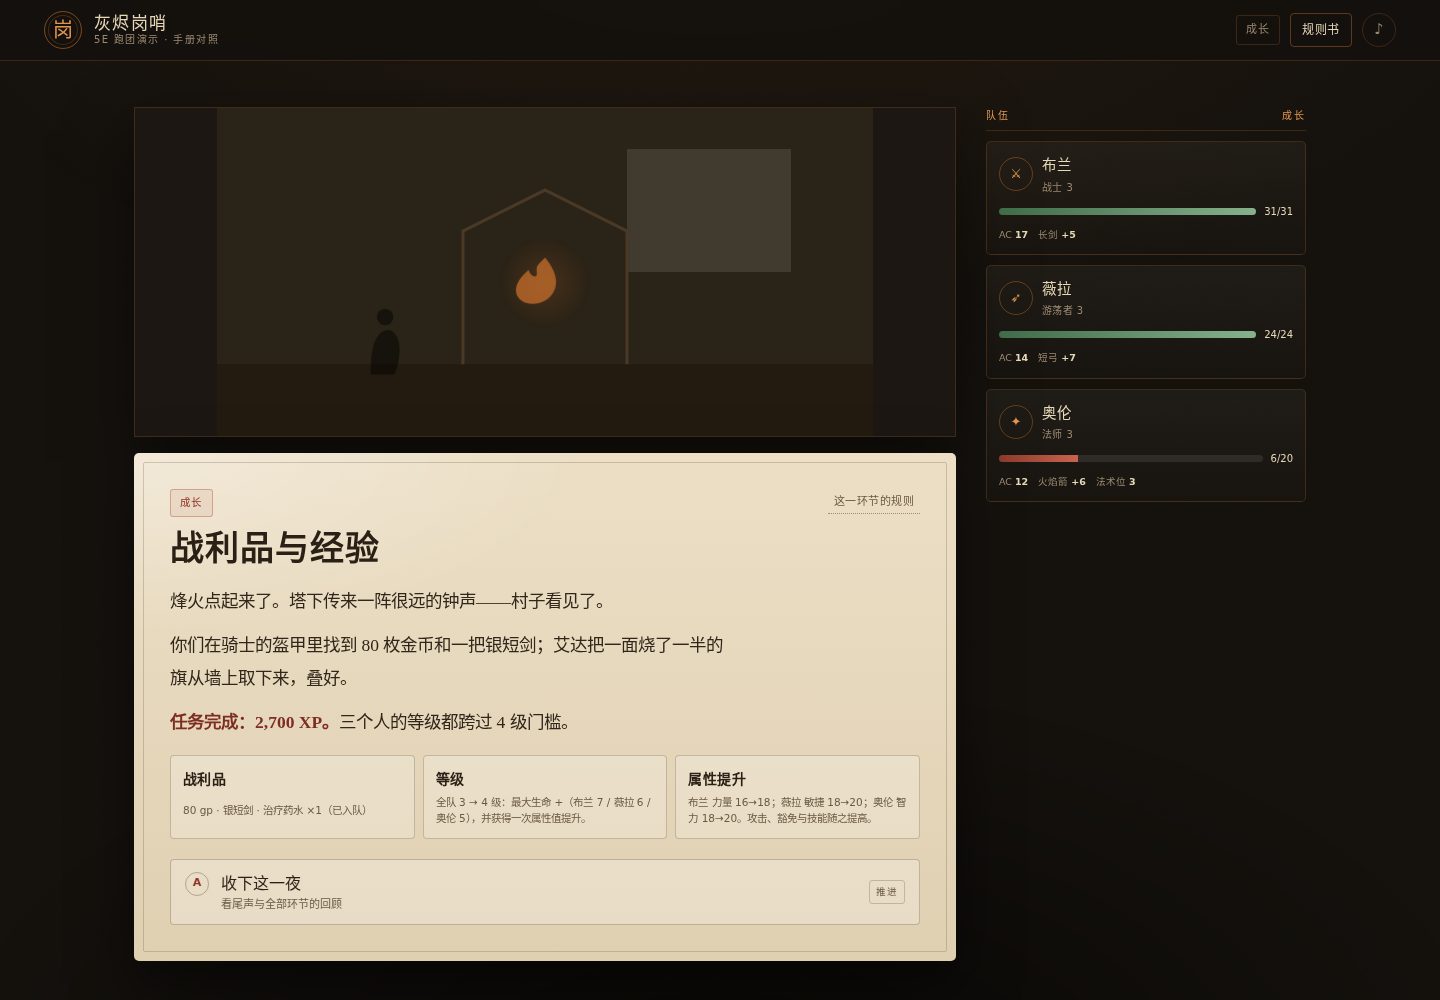 岗
灰烬岗哨
5E 跑团演示 · 手册对照
成长
规则书
♪
队伍
成长
布兰
战士 3
31/31
AC 17 长剑 +5
薇拉
游荡者 3
24/24
AC 14 短弓 +7
奥伦
法师 3
6/20
AC 12 火焰箭 +6 法术位 3
成长
这一环节的规则
战利品与经验
烽火点起来了。塔下传来一阵很远的钟声——村子看见了。
你们在骑士的盔甲里找到 80 枚金币和一把银短剑；艾达把一面烧了一半的
旗从墙上取下来，叠好。
任务完成：2,700 XP。三个人的等级都跨过 4 级门槛。
战利品
80 gp · 银短剑 · 治疗药水 ×1（已入队）
等级
全队 3 → 4 级：最大生命 +（布兰 7 / 薇拉 6 /
奥伦 5），并获得一次属性值提升。
属性提升
布兰 力量 16→18；薇拉 敏捷 18→20；奥伦 智
力 18→20。攻击、豁免与技能随之提高。
A
收下这一夜
看尾声与全部环节的回顾
推进